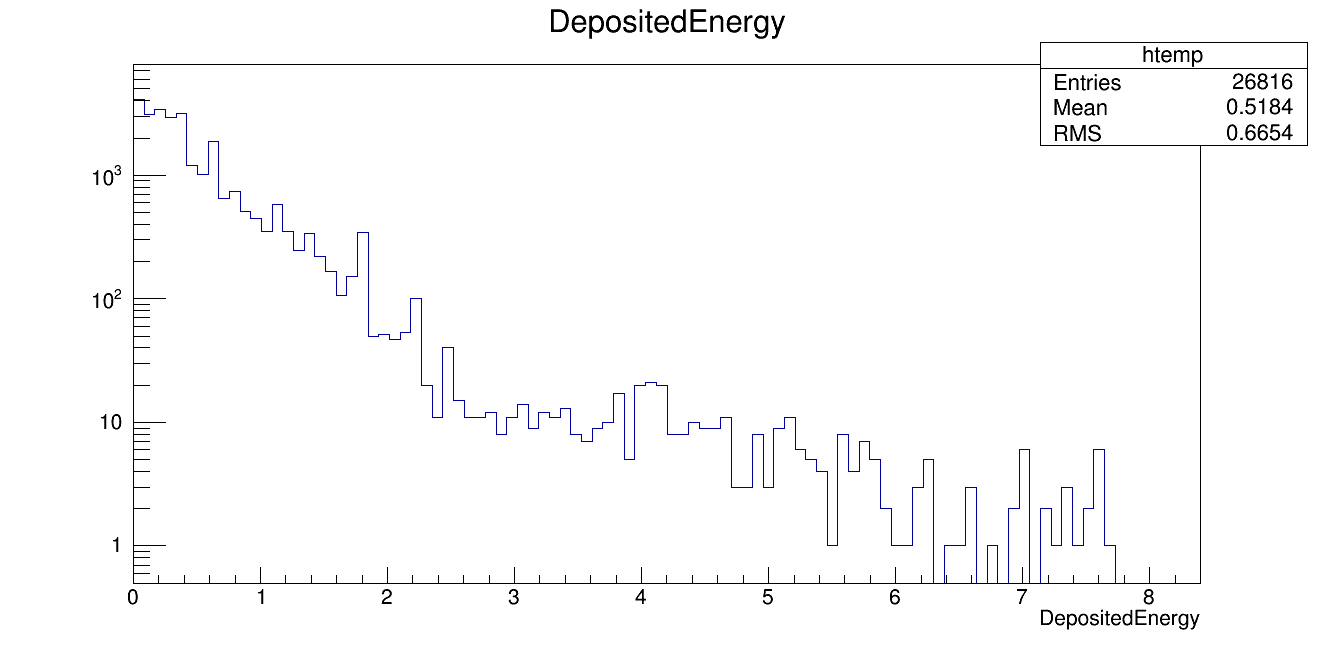 DepositedEnergy
htemp
Entries 26816
Mean 0.5184
RMS 0.6654
10³
10²
10
1
0 1 2 3 4 5 6 7 8
DepositedEnergy